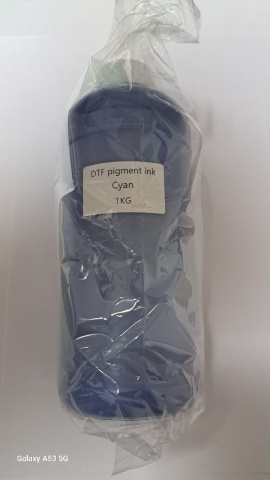 DTF pigment ink
Cyan
1KG
Galaxy A53 5G